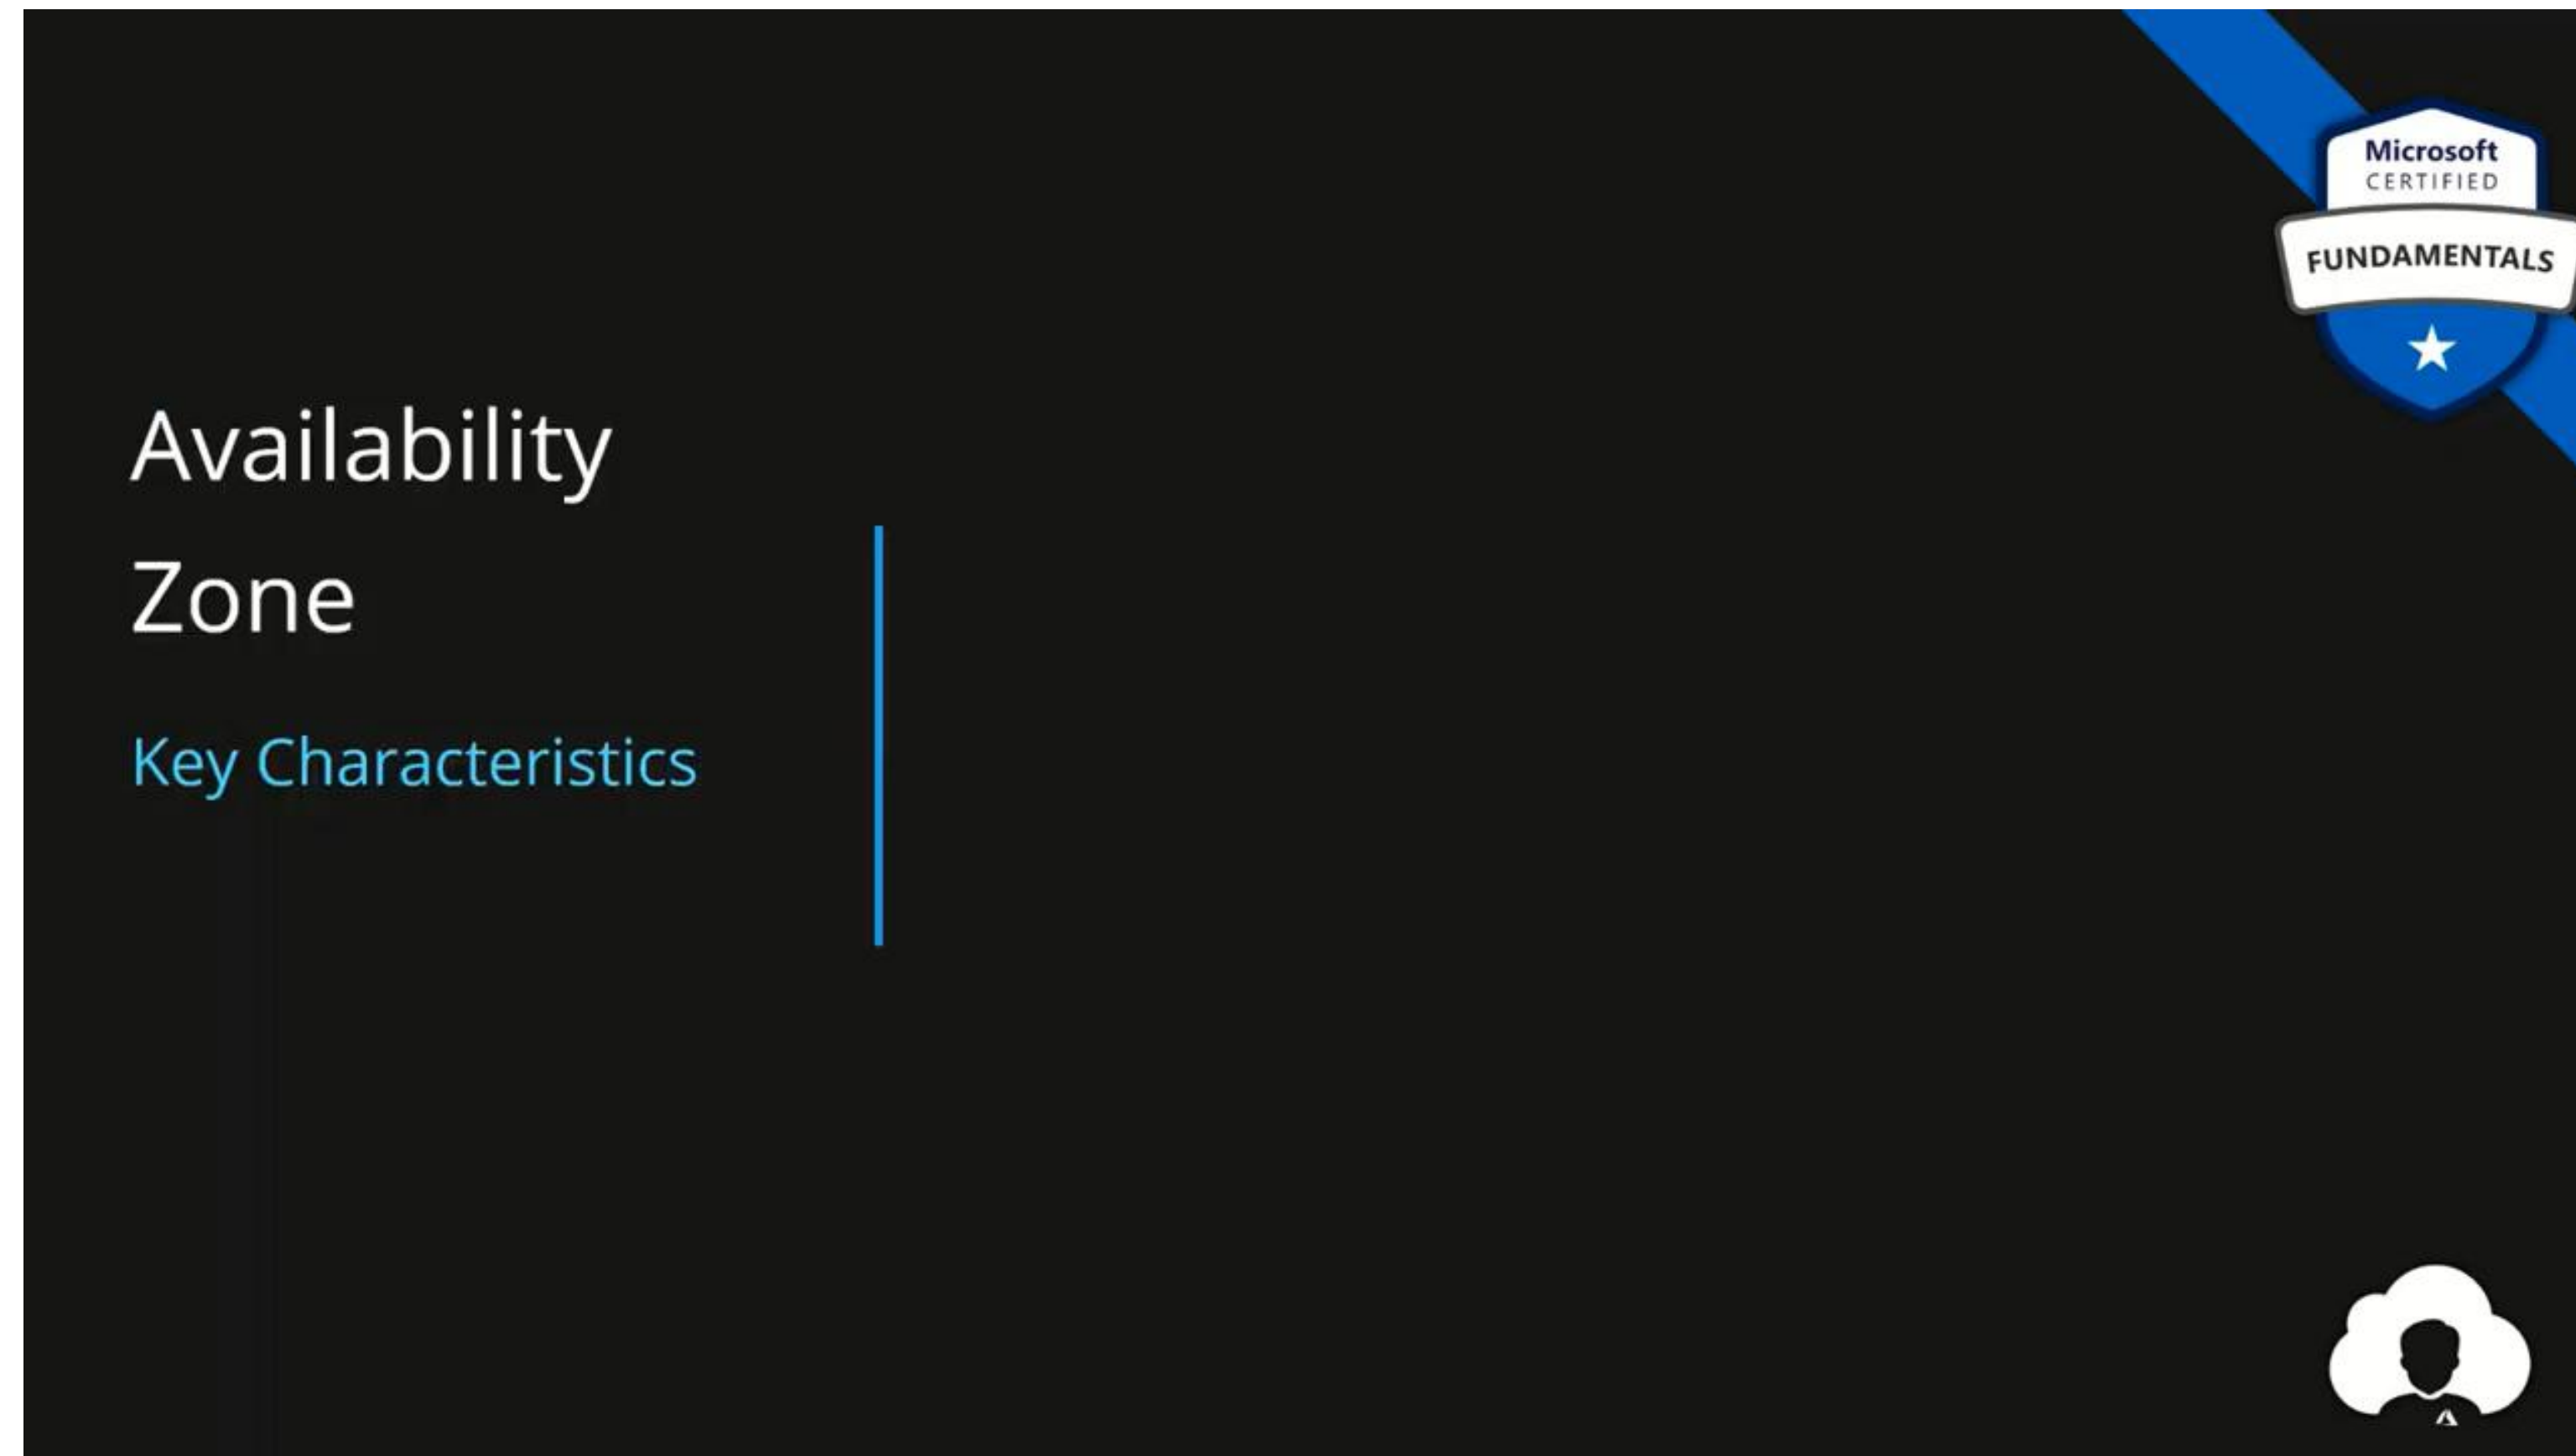 Microsoft
CERTIFIED
FUNDAMENTALS
Availability
Zone
Key Characteristics